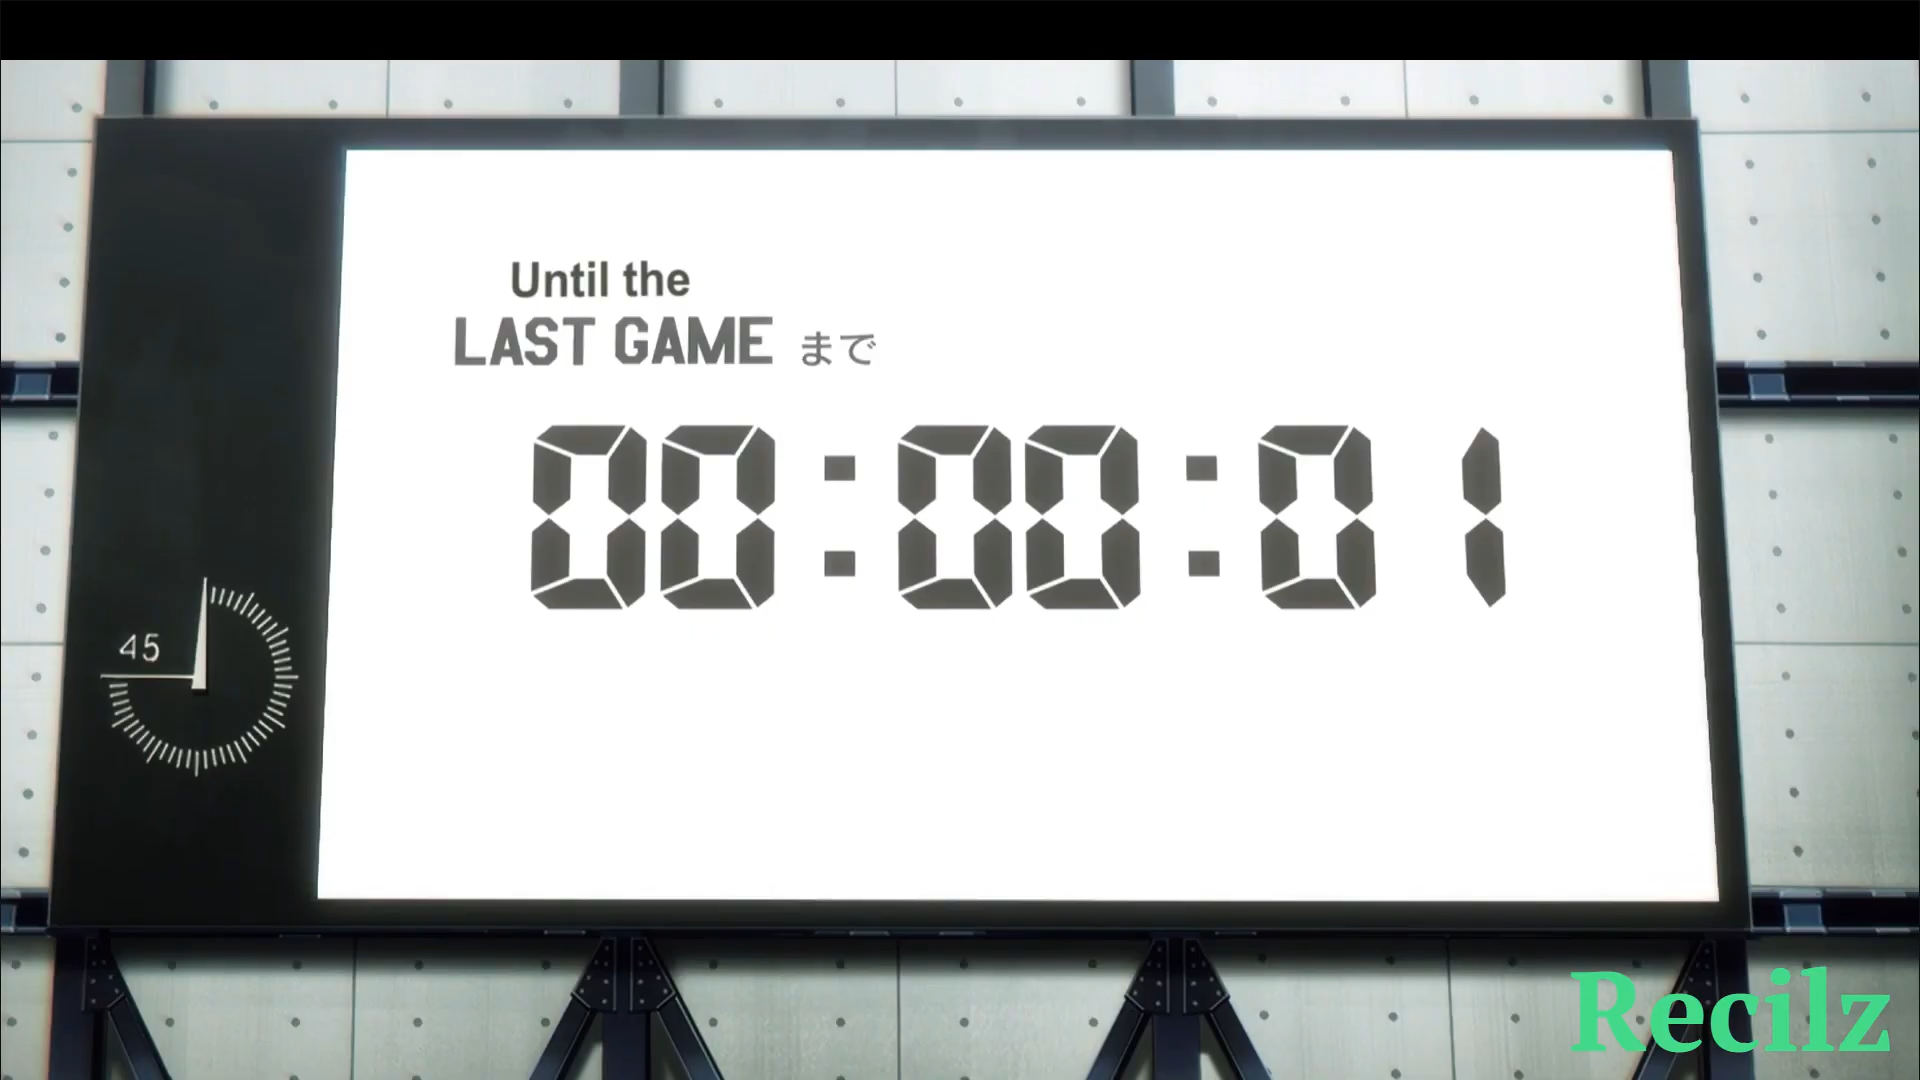 Until the
LAST GAME まで
00:00:01
45
Recilz